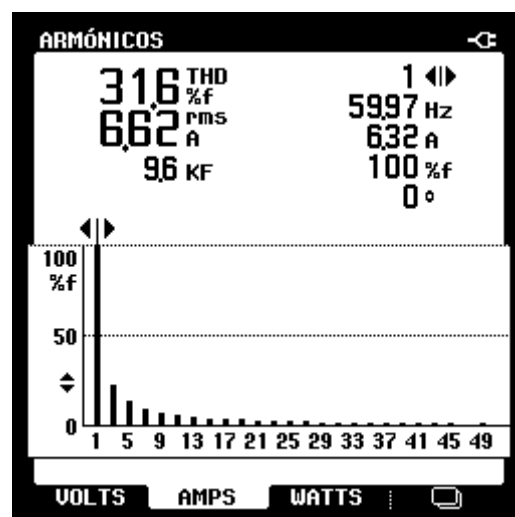 ARMÓNICOS
31,6 THD %f
6,62 rms A
9,6 KF
1
59,97 Hz
6,32 A
100 %f
0 °
100
%f
50
0
1 5 9 13 17 21 25 29 33 37 41 45 49
VOLTS AMPS WATTS